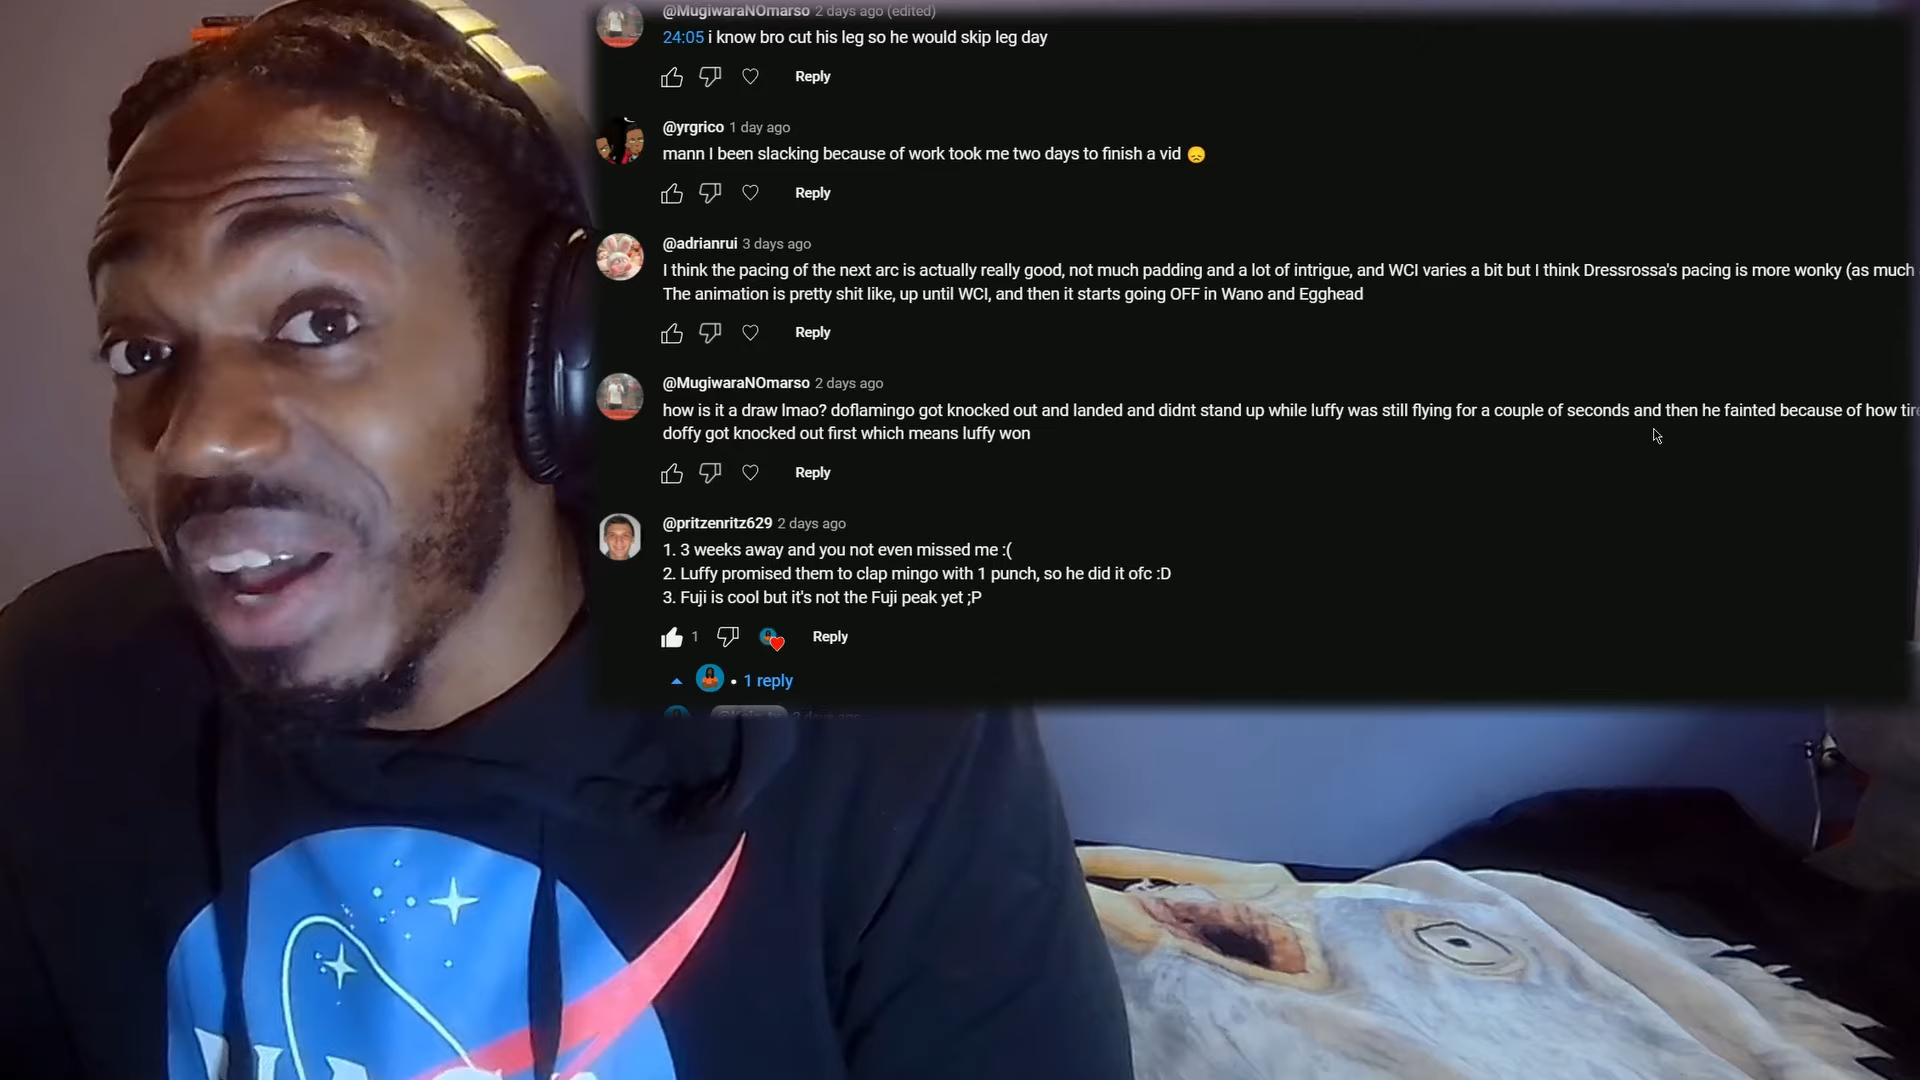 @MugiwaraNOmarso 2 days ago (edited)
24:05 i know bro cut his leg so he would skip leg day
Reply
@yrgrico 1 day ago
mann I been slacking because of work took me two days to finish a vid 😞
Reply
@adrianrui 3 days ago
I think the pacing of the next arc is actually really good, not much padding and a lot of intrigue, and WCI varies a bit but I think Dressrossa's pacing is more wonky (as much
The animation is pretty shit like, up until WCI, and then it starts going OFF in Wano and Egghead
Reply
@MugiwaraNOmarso 2 days ago
how is it a draw lmao? doflamingo got knocked out and landed and didnt stand up while luffy was still flying for a couple of seconds and then he fainted because of how
doffy got knocked out first which means luffy won
Reply
@pritzenritz629 2 days ago
1. 3 weeks away and you not even missed me :(
2. Luffy promised them to clap mingo with 1 punch, so he did it ofc :D
3. Fuji is cool but it's not the Fuji peak yet ;P
1 Reply
• 1 reply
2 days ago